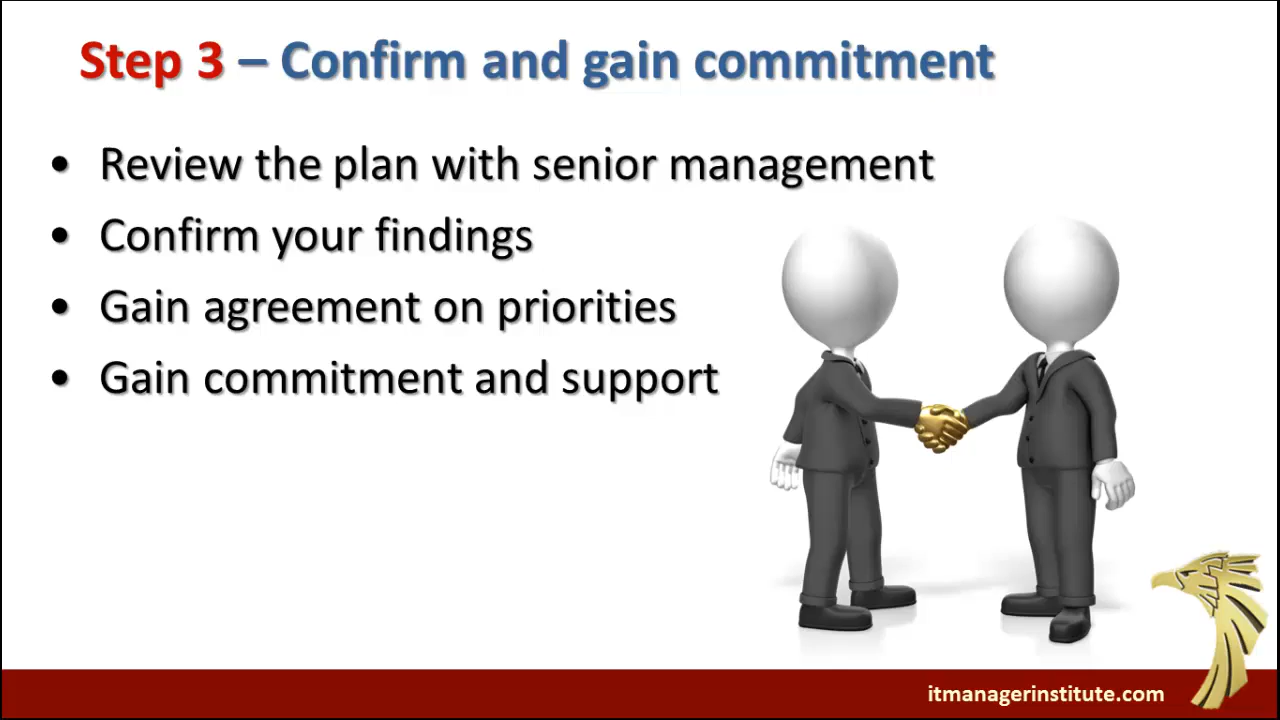 Step 3 – Confirm and gain commitment
• Review the plan with senior management
• Confirm your findings
• Gain agreement on priorities
• Gain commitment and support
itmanagerinstitute.com